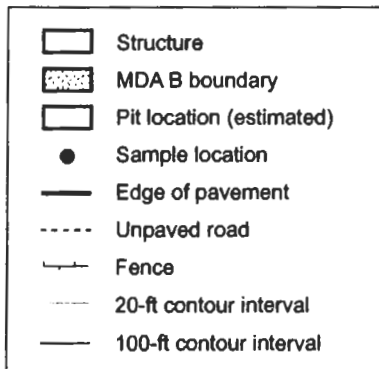 Structure
MDA B boundary
Pit location (estimated)
Sample location
Edge of pavement
Unpaved road
Fence
20-ft contour interval
100-ft contour interval